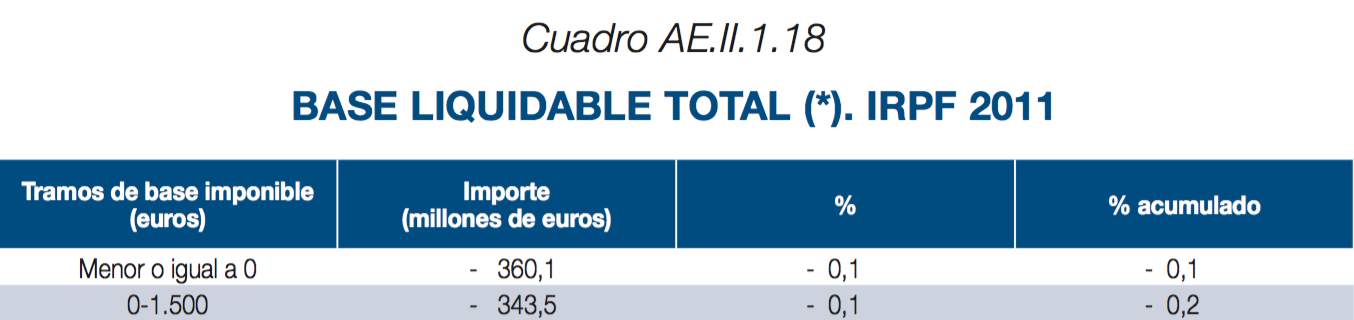 Cuadro AE.II.1.18
BASE LIQUIDABLE TOTAL (*). IRPF 2011
Tramos de base imponible (euros) Importe (millones de euros) % % acumulado
Menor o igual a 0 - 360,1 - 0,1 - 0,1
0-1.500 - 343,5 - 0,1 - 0,2